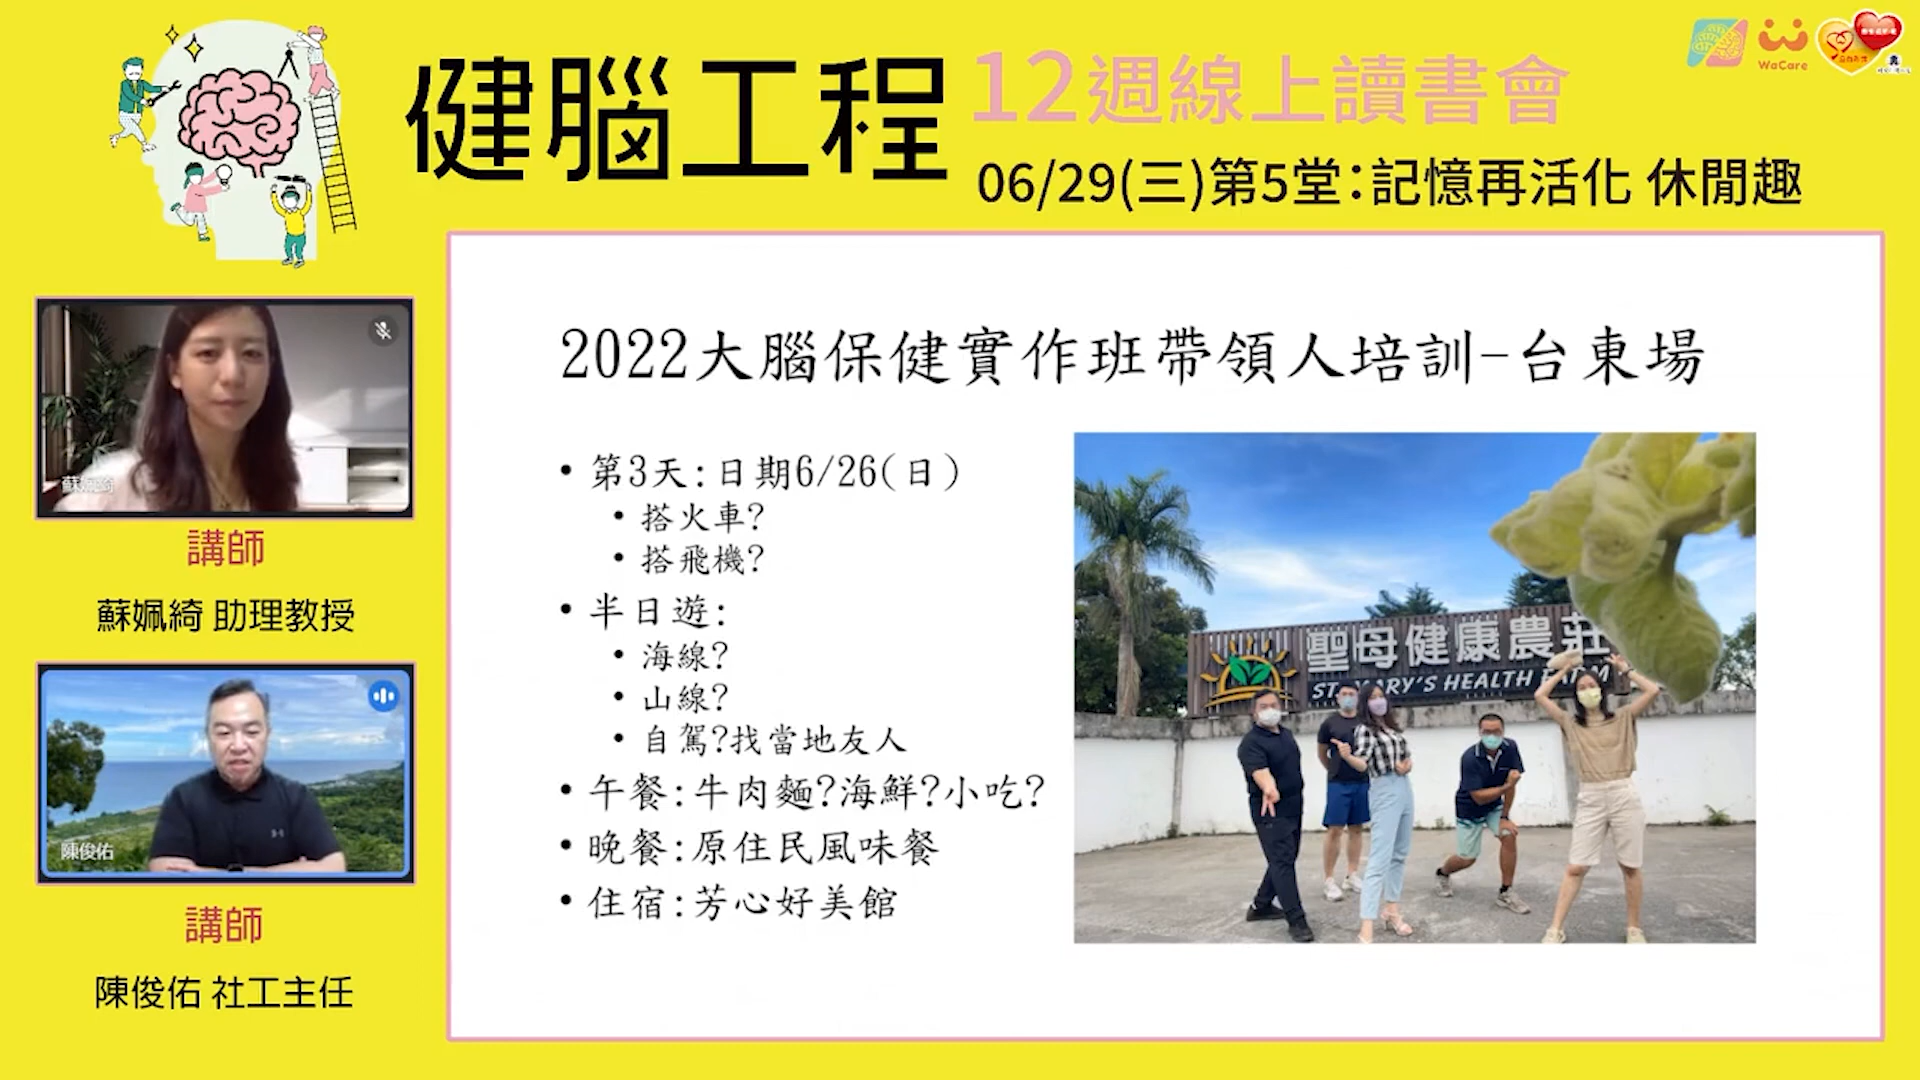 健腦工程
12週線上讀書會
06/29(三)第5堂:記憶再活化 休閒趣
WaCare
講師
蘇姵綺 助理教授
陳俊佑
講師
陳俊佑 社工主任
2022大腦保健實作班帶領人培訓-台東場
• 第3天:日期6/26(日)
• 搭火車?
• 搭飛機?
• 半日遊:
• 海線?
• 山線?
• 自駕?找當地友人
• 午餐:牛肉麵?海鮮?小吃?
• 晚餐:原住民風味餐
• 住宿:芳心好美館
聖母健康農莊
ST. MARY'S HEALTH FARM